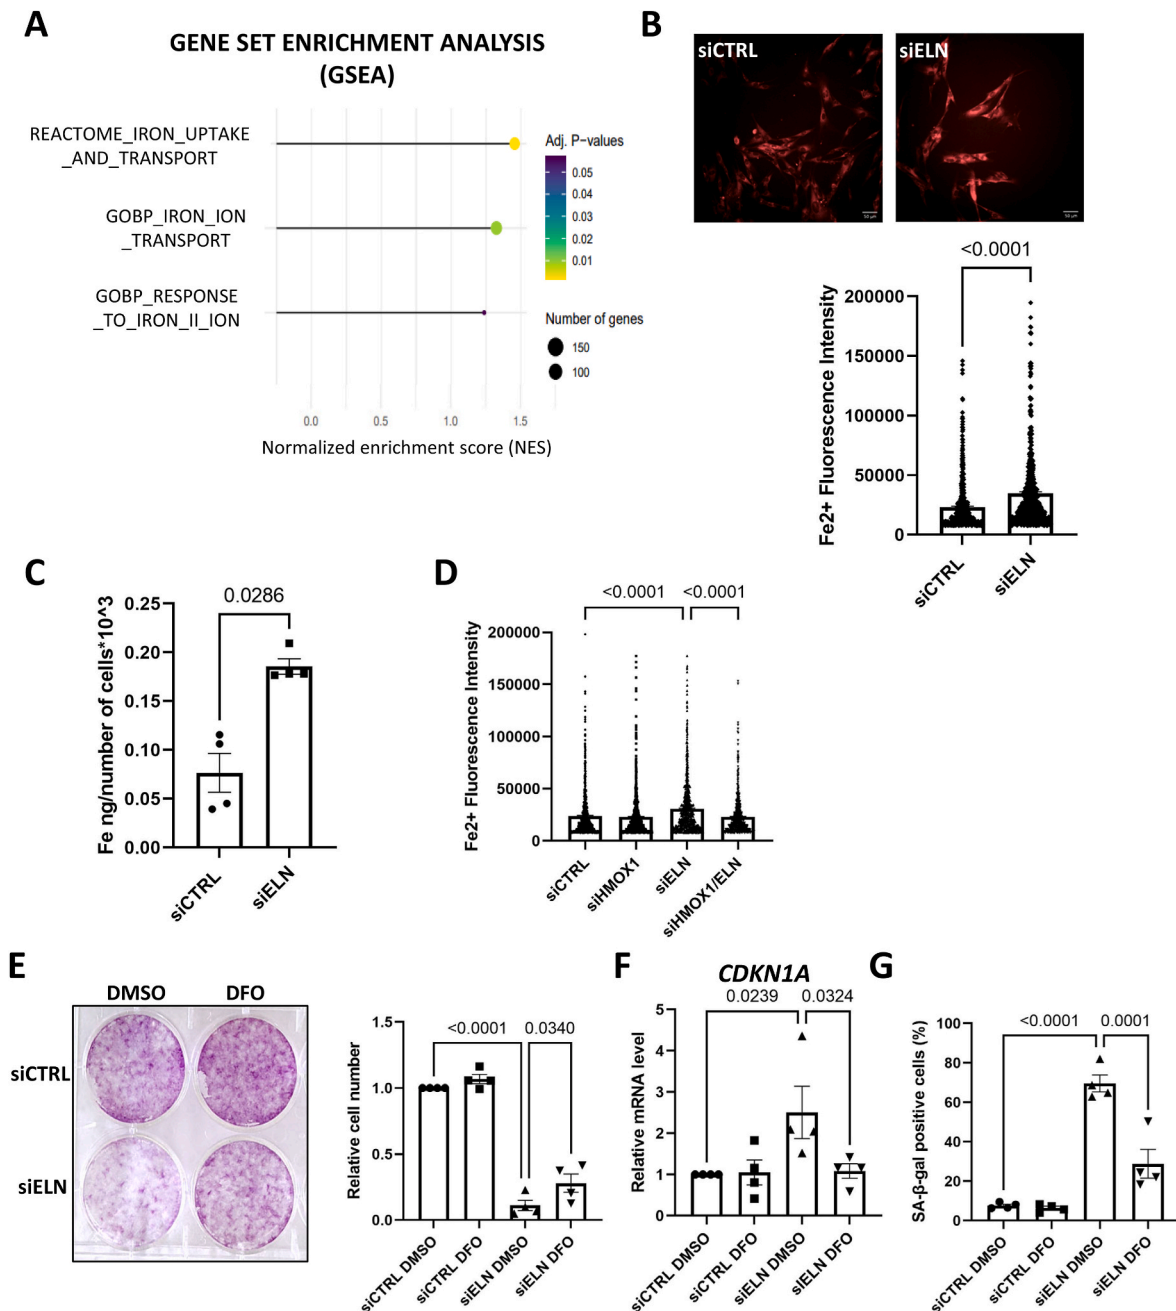 A
GENE SET ENRICHMENT ANALYSIS
(GSEA)
REACTOME_IRON_UPTAKE
_AND_TRANSPORT
GOBP_IRON_ION
_TRANSPORT
GOBP_RESPONSE
_TO_IRON_II_ION
0.0
0.5
1.0
1.5
Normalized enrichment score (NES)
Adj. P-values
0.05
0.04
0.03
0.02
0.01
Number of genes
150
100
B
siCTRL
siELN
50 µm
50 µm
<0.0001
Fe2+ Fluorescence Intensity
200000
150000
100000
50000
0
siCTRL
siELN
C
0.0286
Fe ng/number of cells*10^3
0.25
0.20
0.15
0.10
0.05
0.00
siCTRL
siELN
D
<0.0001
<0.0001
Fe2+ Fluorescence Intensity
200000
150000
100000
50000
0
siCTRL
siHMOX1
siELN
siHMOX1/ELN
E
DMSO
DFO
siCTRL
siELN
<0.0001
0.0340
Relative cell number
1.5
1.0
0.5
0.0
siCTRL DMSO
siCTRL DFO
siELN DMSO
siELN DFO
F
CDKN1A
0.0239
0.0324
Relative mRNA level
5
4
3
2
1
0
siCTRL DMSO
siCTRL DFO
siELN DMSO
siELN DFO
G
<0.0001
0.0001
SA-β-gal positive cells (%)
100
80
60
40
20
0
siCTRL DMSO
siCTRL DFO
siELN DMSO
siELN DFO